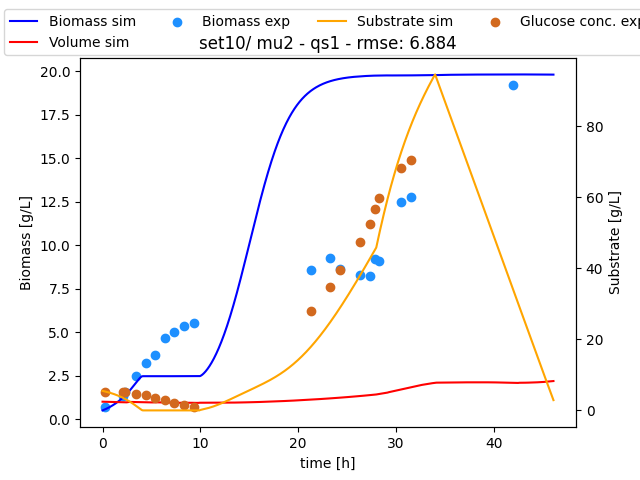 Biomass sim
Biomass exp
Substrate sim
Glucose conc. exp
Volume sim
set10/ mu2 - qs1 - rmse: 6.884
Biomass [g/L]
20.0
17.5
15.0
12.5
10.0
7.5
5.0
2.5
0.0
Substrate [g/L]
80
60
40
20
0
0
10
20
30
40
time [h]